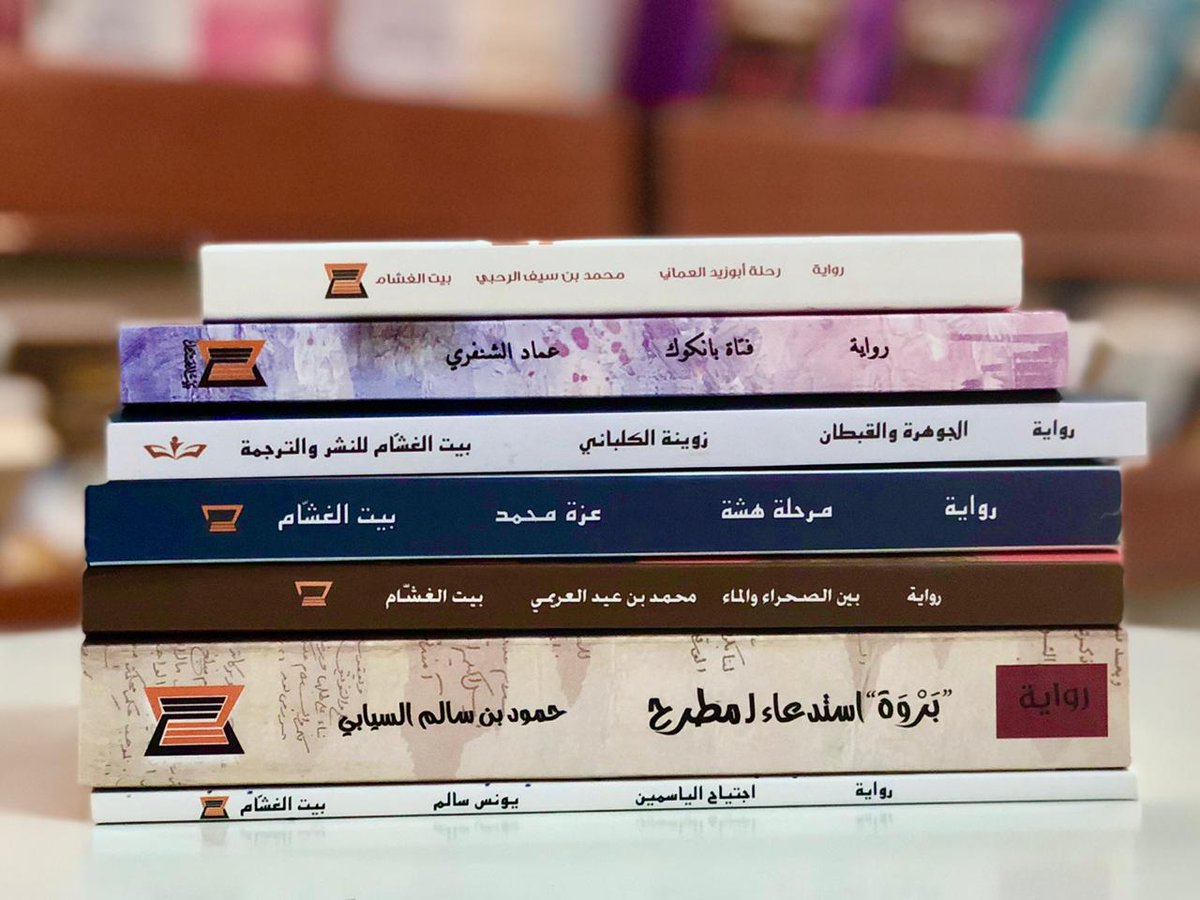 رواية رحلة أبوزيد العماني محمد بن سيف الرحبي بيت الغشام
رواية فتاة بانكوك عماد الشنفري
رواية الجوهرة والقبطان زوينة الكلباني بيت الغشّام للنشر والترجمة
رواية مرحلة هشة عزة محمد بيت الغشّام
رواية بين الصحراء والماء محمد بن عيد العريمي بيت الغشّام
رواية "بَرْوَة" استدعاء لمطرح حمود بن سالم السيابي
رواية اجتياح الياسمين يونس سالم بيت الغشّام